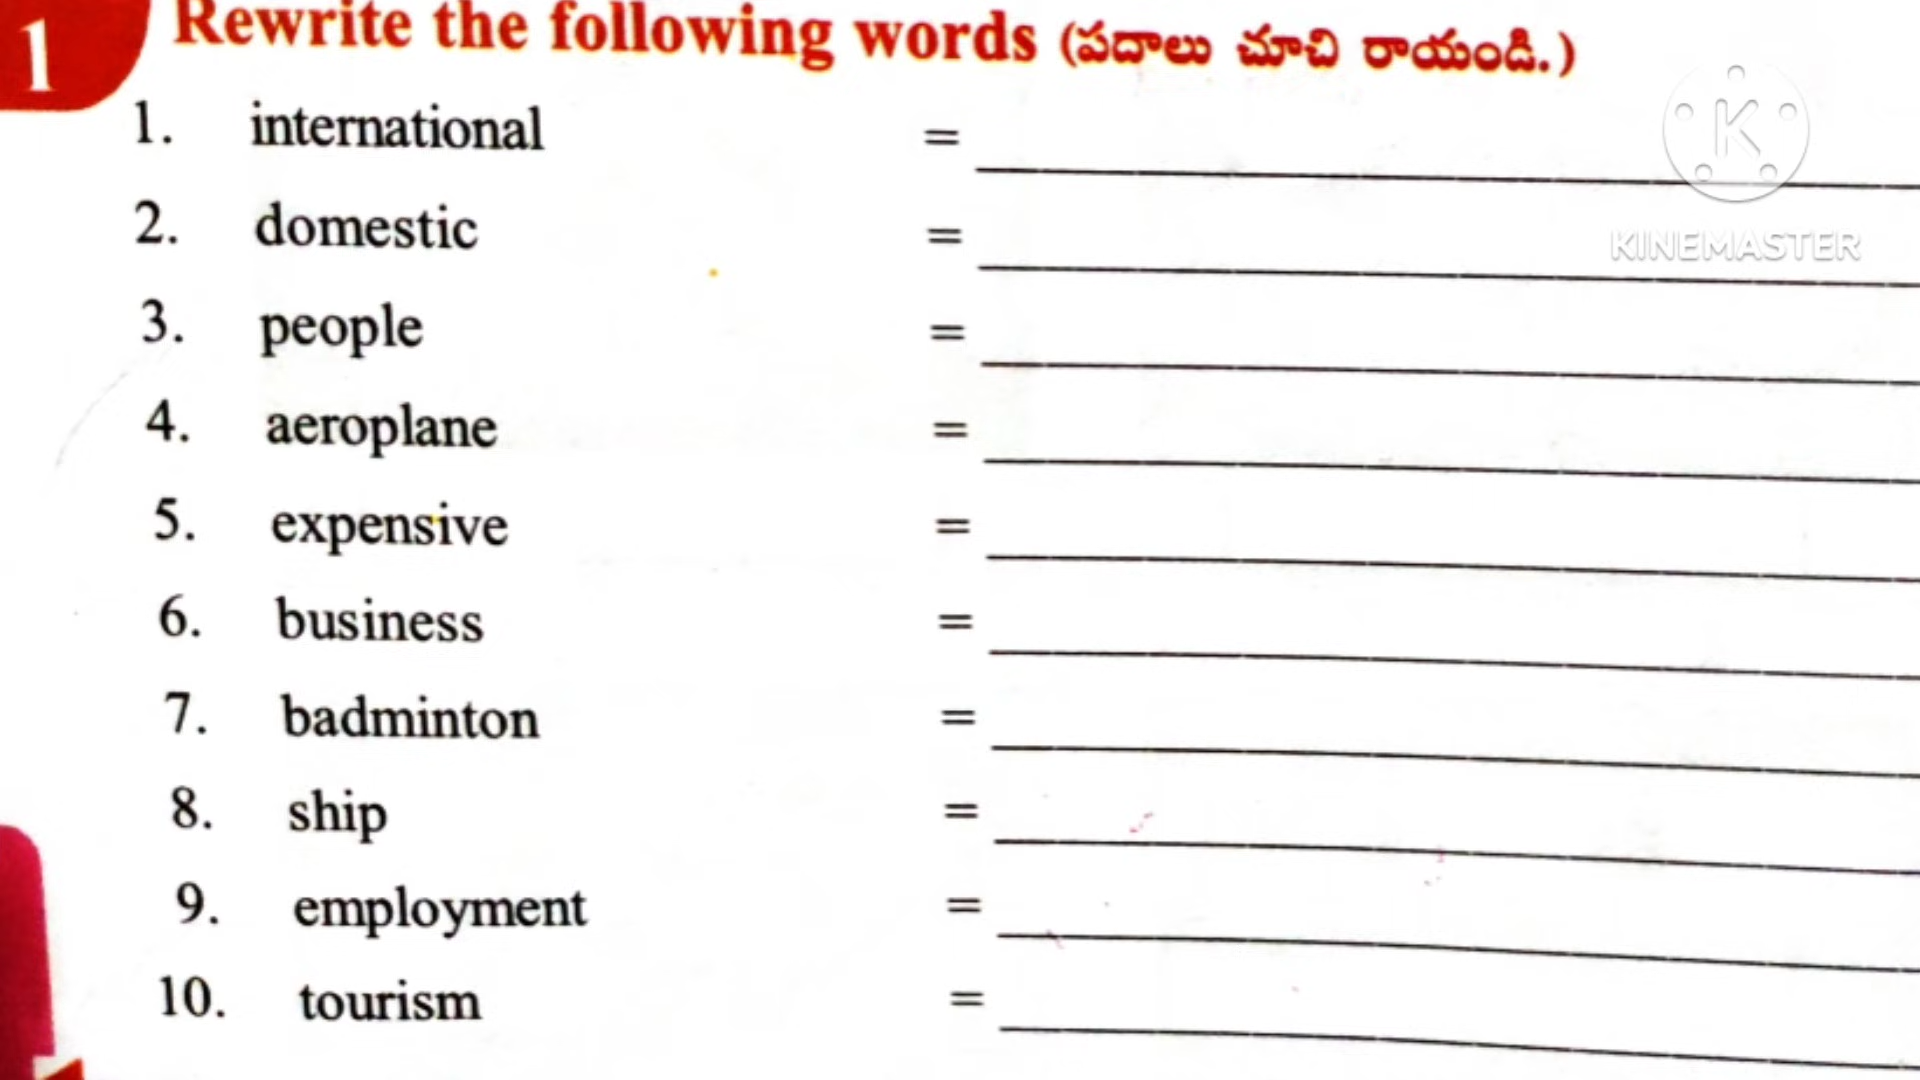 1 Rewrite the following words (పదాలు చూచి రాయండి.)
1. international = 
2. domestic = 
3. people = 
4. aeroplane = 
5. expensive = 
6. business = 
7. badminton = 
8. ship = 
9. employment = 
10. tourism = 
K
KINEMASTER